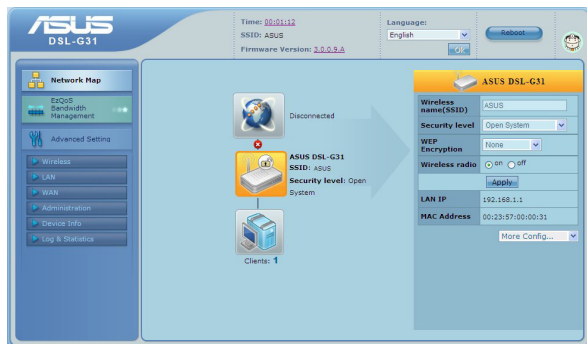 ASUS
DSL-G31
Time: 00:01:12
SSID: ASUS
Firmware Version: 3.0.0.9.A
Language:
English
OK
Reboot
Network Map
EzQoS
Bandwidth
Management
Advanced Setting
Wireless
LAN
WAN
Administration
Device Info
Log & Statistics
Disconnected
ASUS DSL-G31
SSID: ASUS
Security level: Open
System
Clients: 1
ASUS DSL-G31
Wireless
name(SSID)
ASUS
Security level
Open System
WEP
Encryption
None
Wireless radio
on off
Apply
LAN IP
192.168.1.1
MAC Address
00:23:57:00:00:31
More Config...